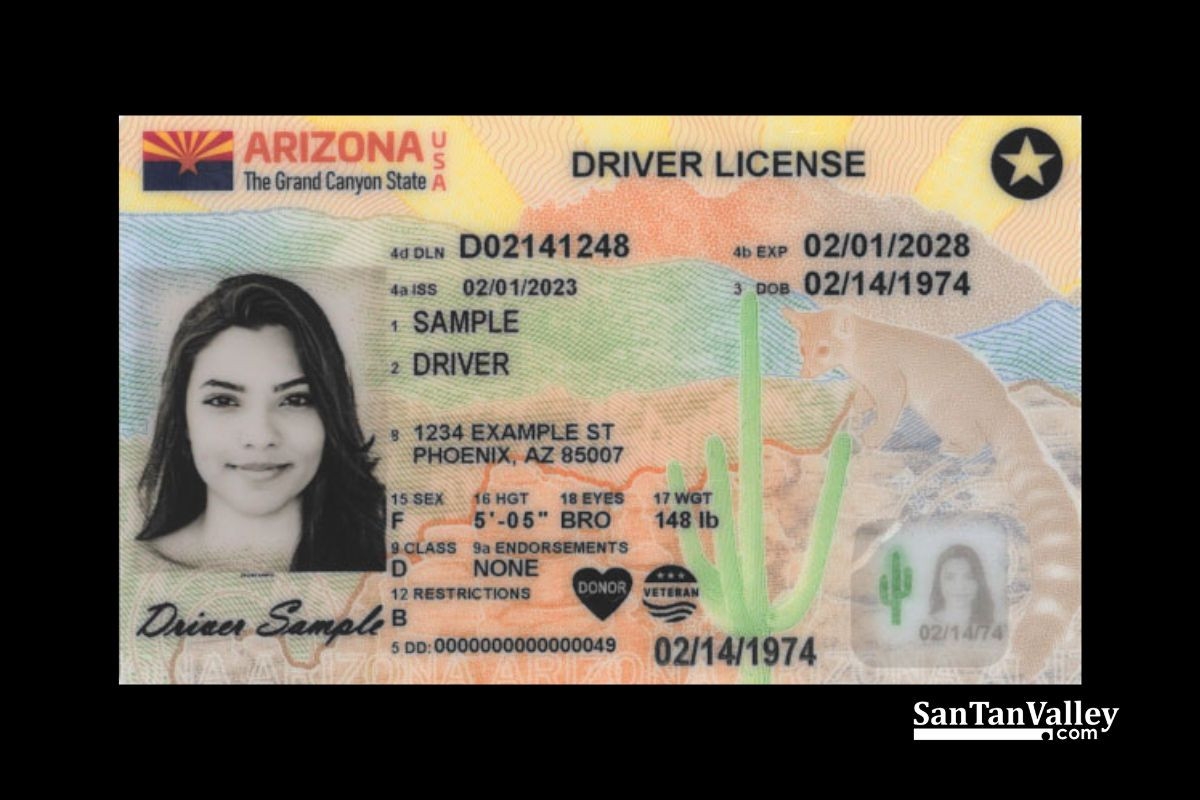 ARIZONA USA
The Grand Canyon State
DRIVER LICENSE
4d DLN D02141248
4b EXP 02/01/2028
4a ISS 02/01/2023
3 DOB 02/14/1974
1 SAMPLE
2 DRIVER
8 1234 EXAMPLE ST
PHOENIX, AZ 85007
15 SEX 16 HGT 18 EYES 17 WGT
F 5'-05" BRO 148 lb
9 CLASS 9a ENDORSEMENTS
D NONE
DONOR
VETERAN
12 RESTRICTIONS
B
Driver Sample
5 DD: 0000000000000049
02/14/1974
02/14/74
ARIZONA ARIZONA
SanTanValley
.com